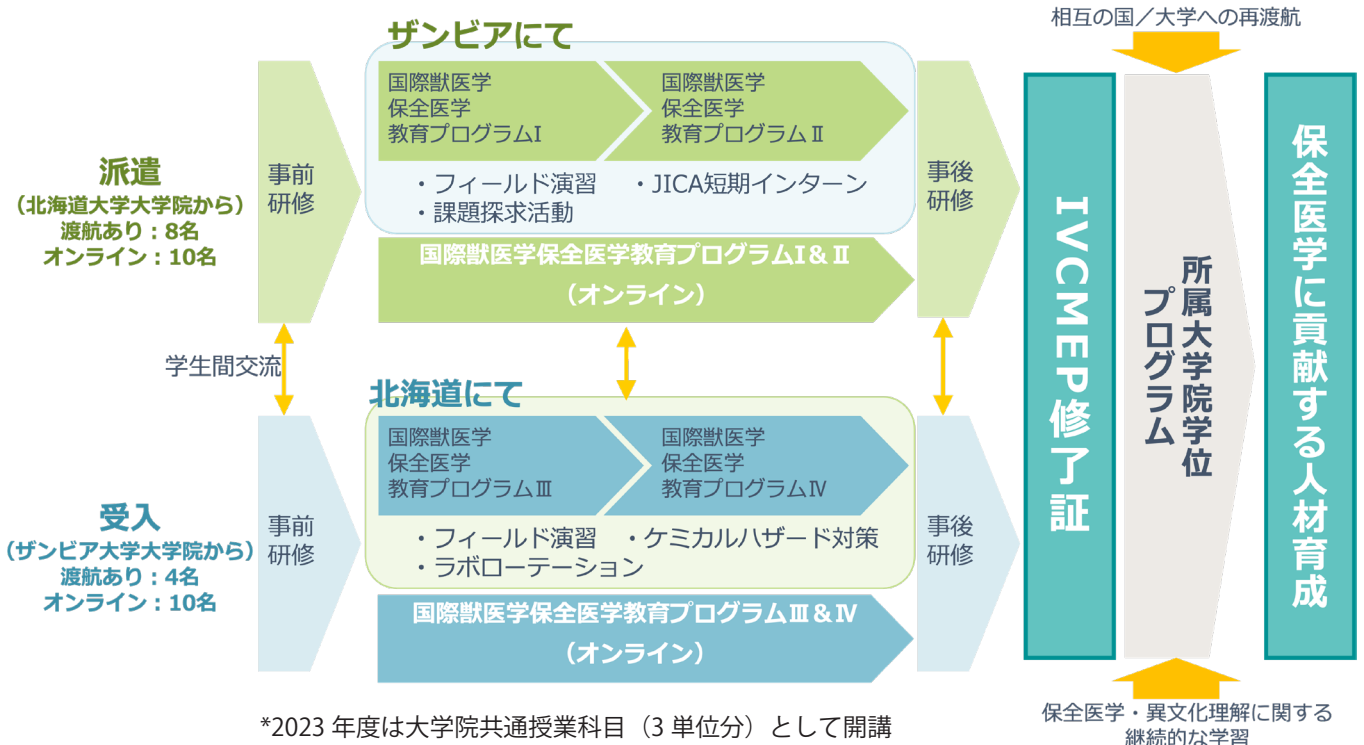 相互の国／大学への再渡航
ザンビアにて
国際獣医学
保全医学
教育プログラムⅠ
国際獣医学
保全医学
教育プログラムⅡ
・フィールド演習 ・JICA短期インターン
・課題探求活動
派遣
（北海道大学大学院から）
渡航あり：8名
オンライン：10名
事前
研修
事後
研修
国際獣医学保全医学教育プログラムⅠ＆Ⅱ
（オンライン）
学生間交流
北海道にて
国際獣医学
保全医学
教育プログラムⅢ
国際獣医学
保全医学
教育プログラムⅣ
・フィールド演習 ・ケミカルハザード対策
・ラボローテーション
受入
（ザンビア大学大学院から）
渡航あり：4名
オンライン：10名
事前
研修
事後
研修
国際獣医学保全医学教育プログラムⅢ＆Ⅳ
（オンライン）
IVCMEP修了証
所属大学院学位
プログラム
保全医学に貢献する人材育成
*2023 年度は大学院共通授業科目（3 単位分）として開講
保全医学・異文化理解に関する
継続的な学習